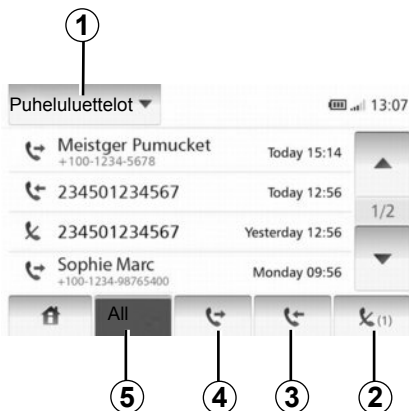 1
Puheluluettelot 13:07
Meistger Pumucket Today 15:14
+100-1234-5678
234501234567 Today 12:56
1/2
234501234567 Yesterday 12:56
Sophie Marc Monday 09:56
+100-1234-98765400
All (1)
5 4 3 2